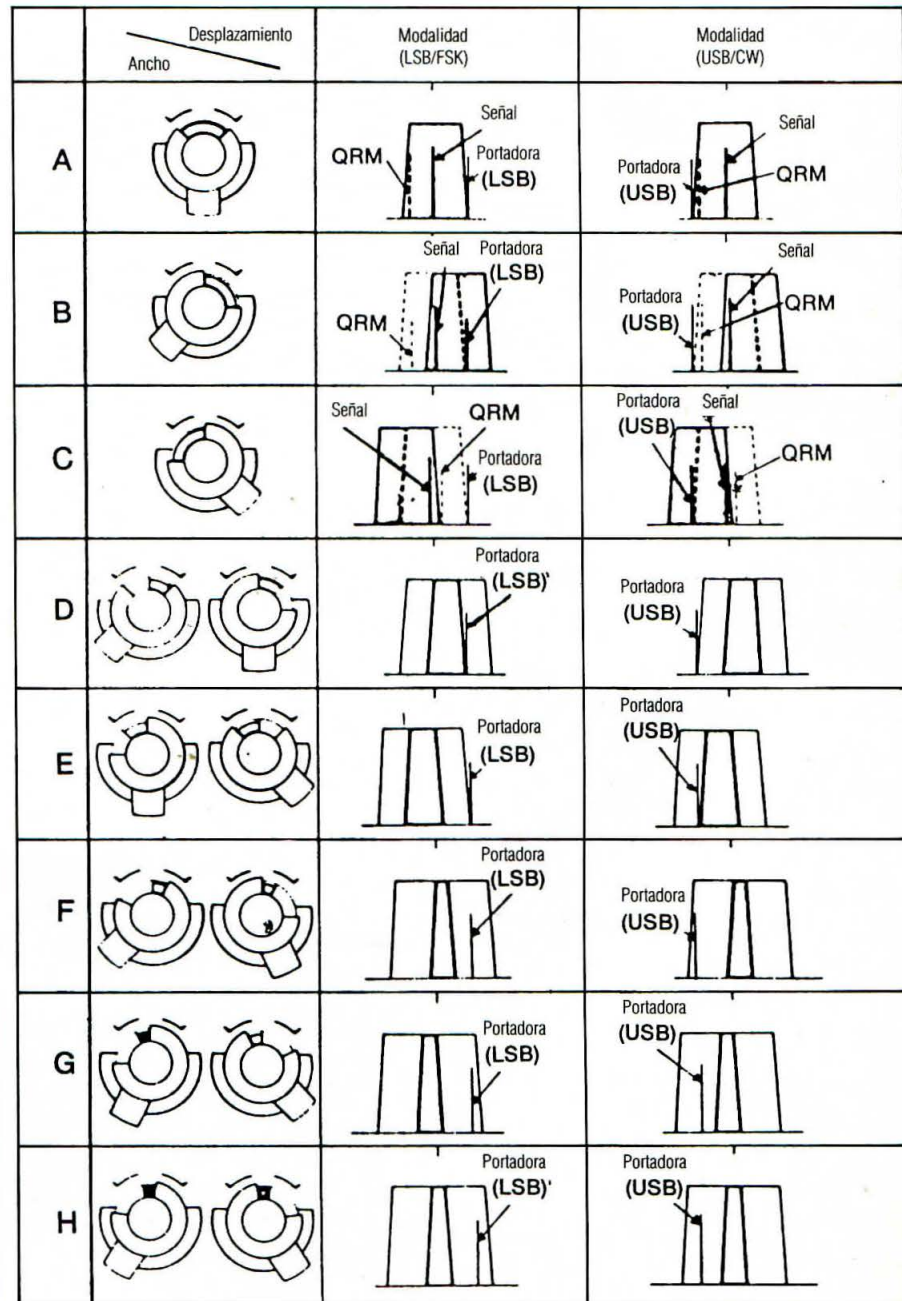 Desplazamiento
Ancho
Modalidad
(LSB/FSK)
Modalidad
(USB/CW)
A
QRM
Señal
Portadora
(LSB)
Portadora
(USB)
Señal
QRM
B
QRM
Señal
Portadora
(LSB)
Portadora
(USB)
Señal
QRM
C
Señal
QRM
Portadora
(LSB)
Portadora
(USB)
Señal
QRM
D
Portadora
(LSB)
Portadora
(USB)
E
Portadora
(LSB)
Portadora
(USB)
F
Portadora
(LSB)
Portadora
(USB)
G
Portadora
(LSB)
Portadora
(USB)
H
Portadora
(LSB)
Portadora
(USB)